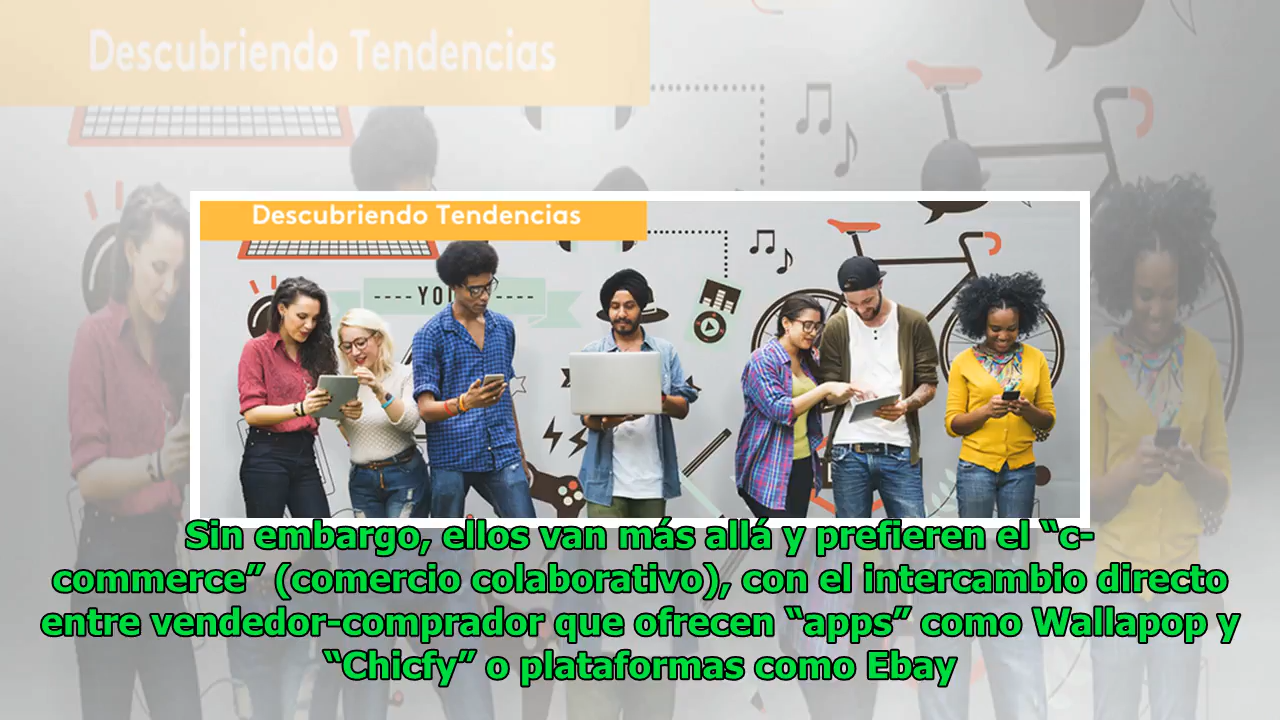 Descubriendo Tendencias
Descubriendo Tendencias
----YO
----
Sin embargo, ellos van más allá y prefieren el “c-
commerce” (comercio colaborativo), con el intercambio directo
entre vendedor-comprador que ofrecen “apps” como Wallapop y
“Chicfy” o plataformas como Ebay